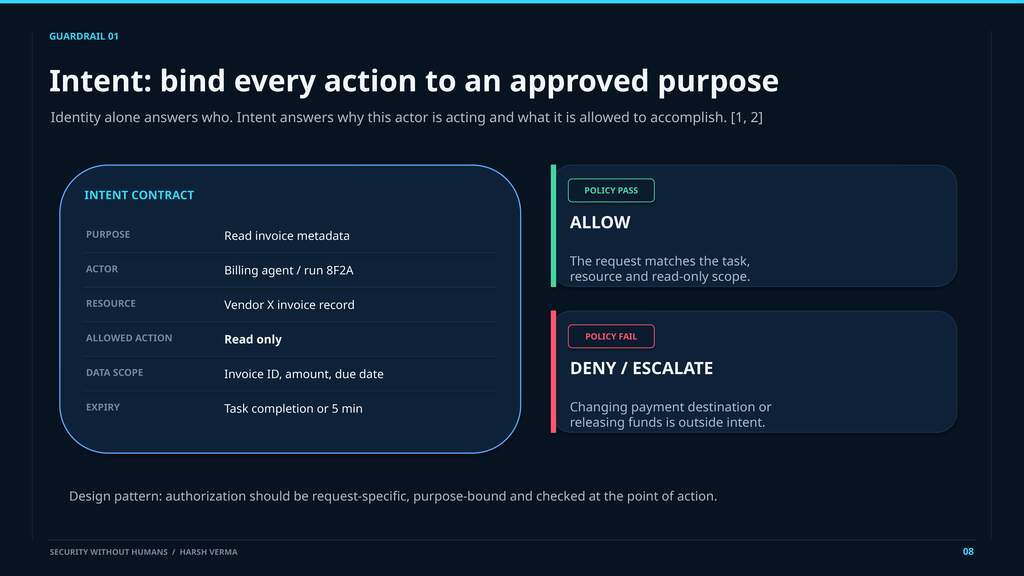 GUARDRAIL 01
Intent: bind every action to an approved purpose
Identity alone answers who. Intent answers why this actor is acting and what it is allowed to accomplish. [1, 2]
INTENT CONTRACT
PURPOSE Read invoice metadata
ACTOR Billing agent / run 8F2A
RESOURCE Vendor X invoice record
ALLOWED ACTION Read only
DATA SCOPE Invoice ID, amount, due date
EXPIRY Task completion or 5 min
POLICY PASS
ALLOW
The request matches the task,
resource and read-only scope.
POLICY FAIL
DENY / ESCALATE
Changing payment destination or
releasing funds is outside intent.
Design pattern: authorization should be request-specific, purpose-bound and checked at the point of action.
SECURITY WITHOUT HUMANS / HARSH VERMA
08